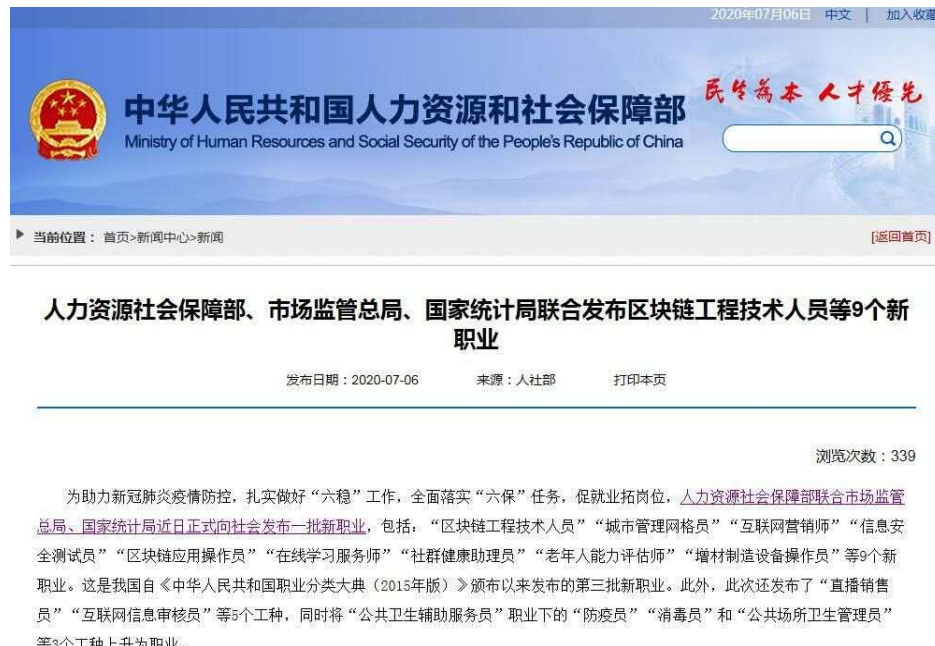 2020年07月06日 中文 | 加入收藏
民生為本 人才優先
中华人民共和国人力资源和社会保障部
Ministry of Human Resources and Social Security of the People's Republic of China
当前位置：首页>新闻中心>新闻 [返回首页]
人力资源社会保障部、市场监管总局、国家统计局联合发布区块链工程技术人员等9个新
职业
发布日期：2020-07-06 来源：人社部 打印本页
浏览次数：339
为助力新冠肺炎疫情防控，扎实做好“六稳”工作，全面落实“六保”任务，促就业拓岗位，人力资源社会保障部联合市场监管
总局、国家统计局近日正式向社会发布一批新职业，包括：“区块链工程技术人员”“城市管理网格员”“互联网营销师”“信息安
全测试员”“区块链应用操作员”“在线学习服务师”“社群健康助理员”“老年人能力评估师”“增材制造设备操作员”等9个新
职业。这是我国自《中华人民共和国职业分类大典（2015年版）》颁布以来发布的第三批新职业。此外，此次还发布了“直播销售
员”“互联网信息审核员”等5个工种，同时将“公共卫生辅助服务员”职业下的“防疫员”“消毒员”和“公共场所卫生管理员”
等3个工种上升为职业。